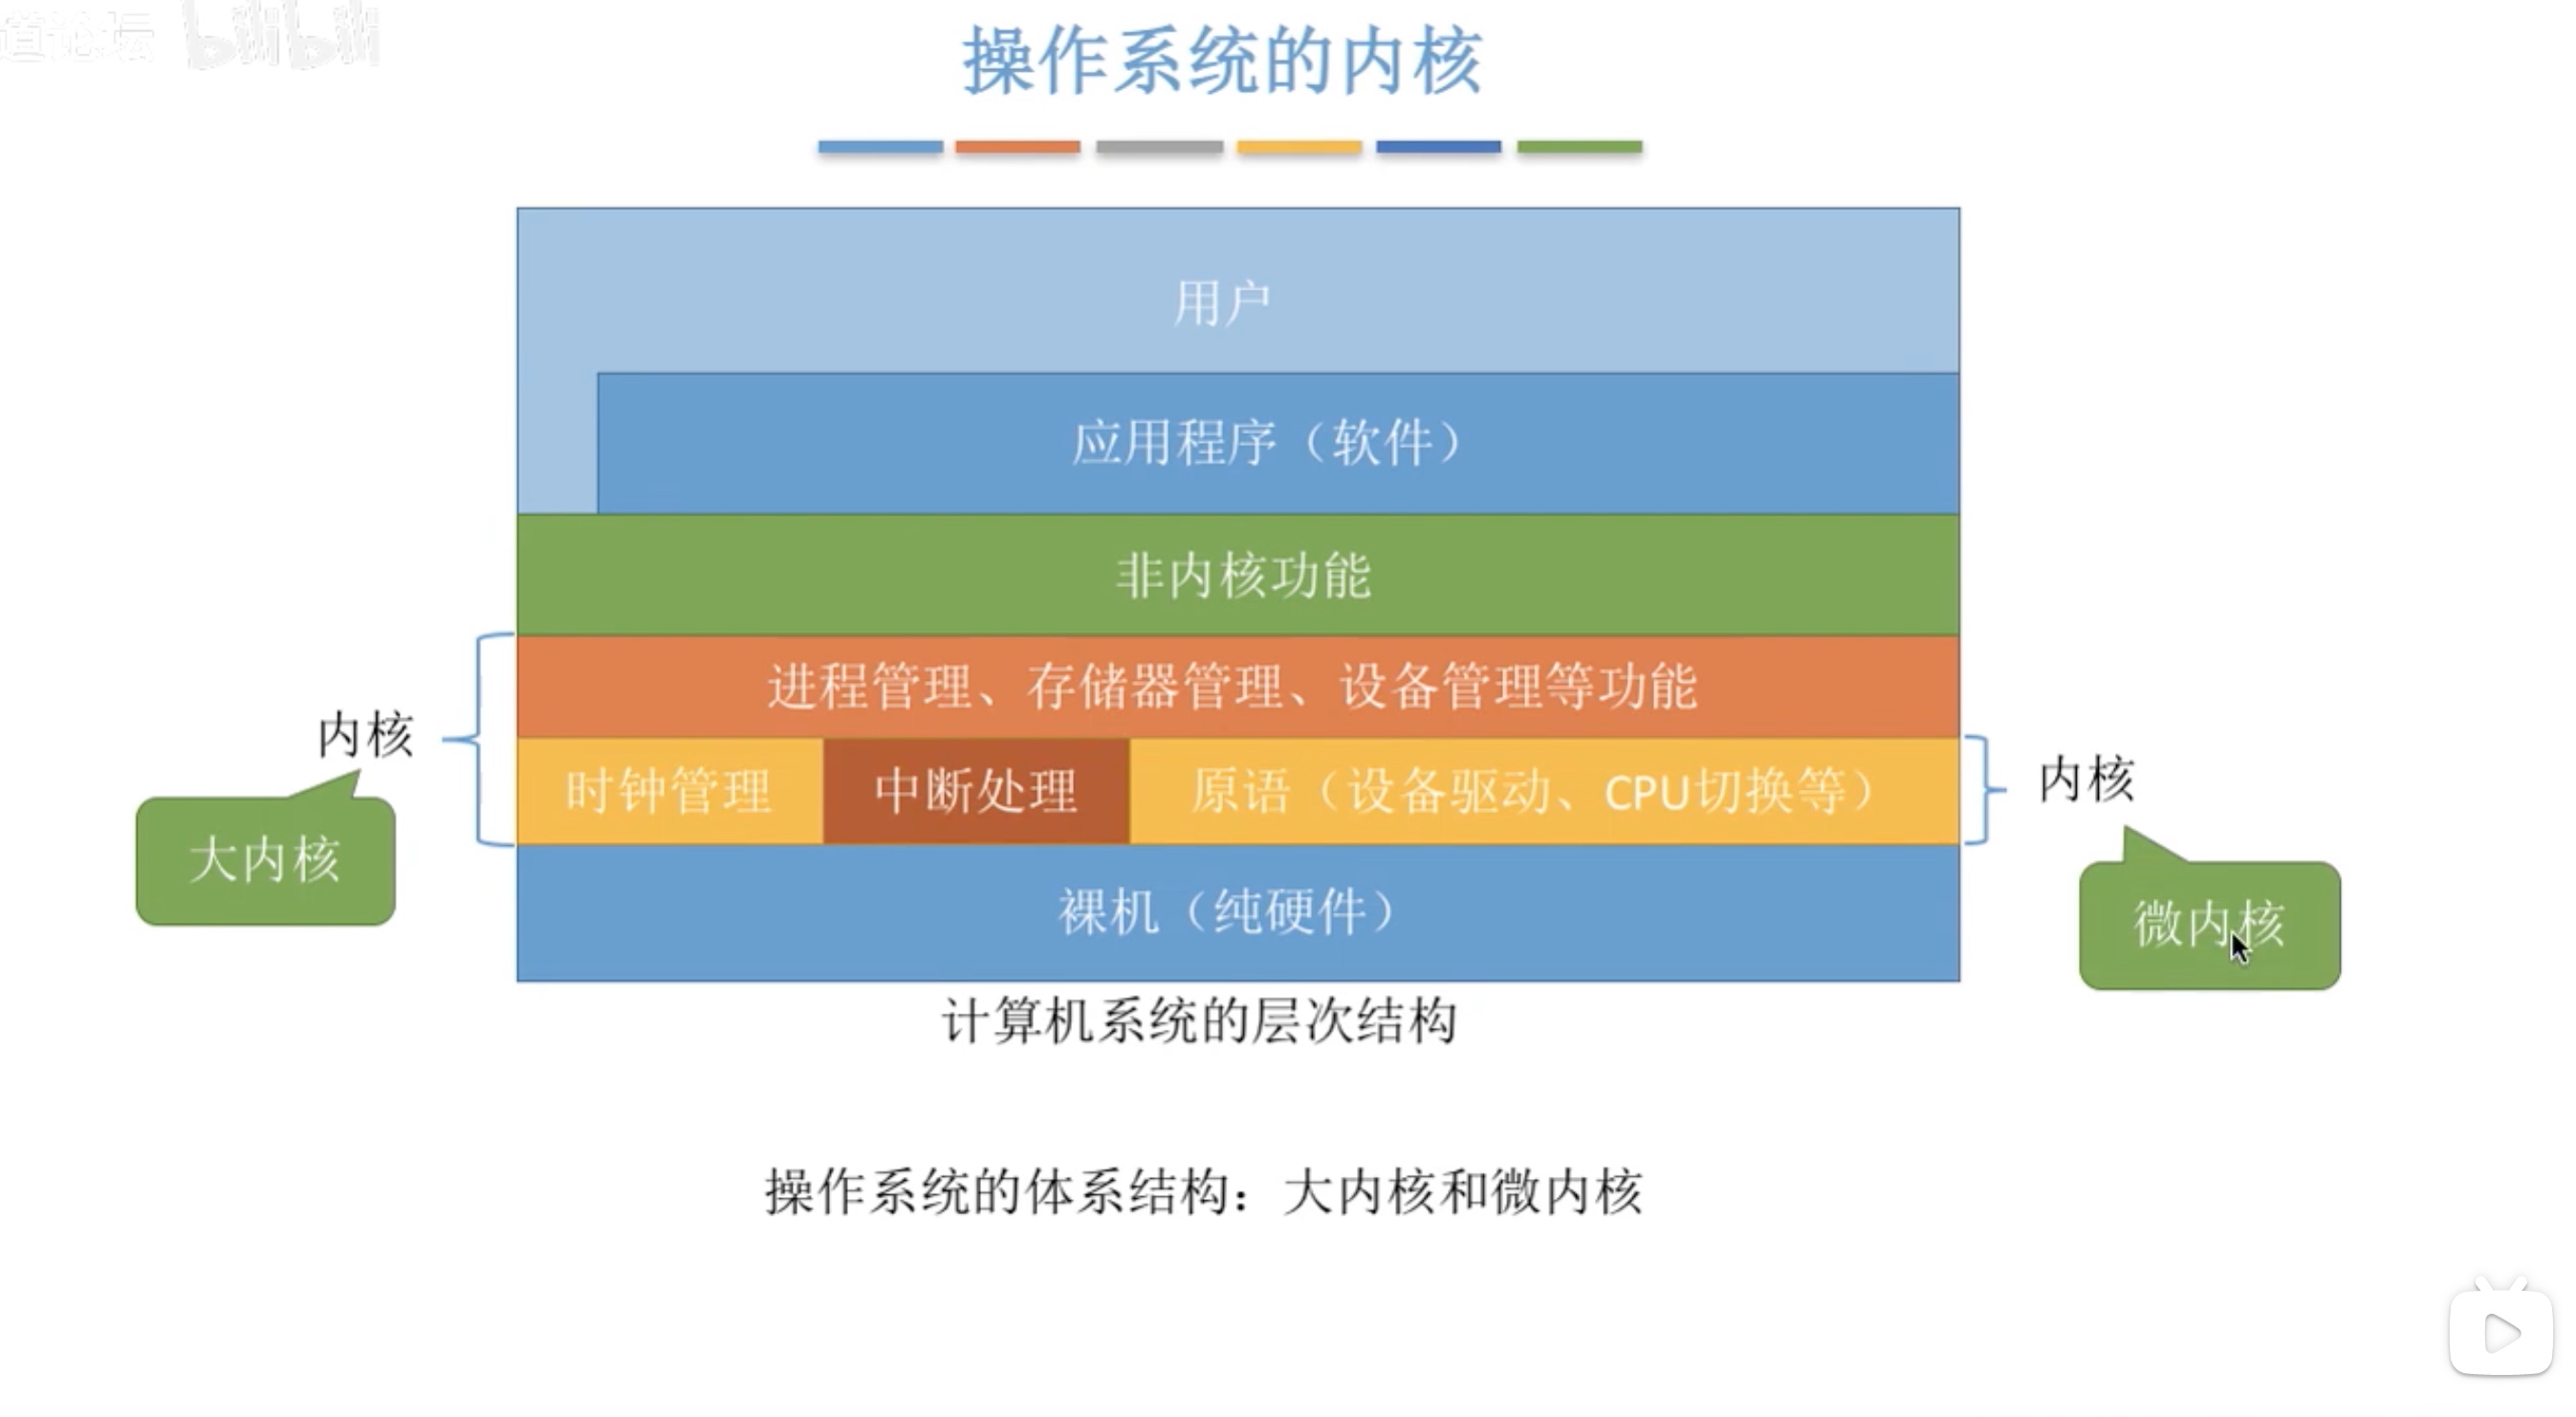 道论坛 bilibili
操作系统的内核
用户
应用程序（软件）
非内核功能
进程管理、存储器管理、设备管理等功能
内核
时钟管理 中断处理 原语（设备驱动、CPU切换等）
内核
大内核
裸机（纯硬件）
微内核
计算机系统的层次结构
操作系统的体系结构：大内核和微内核